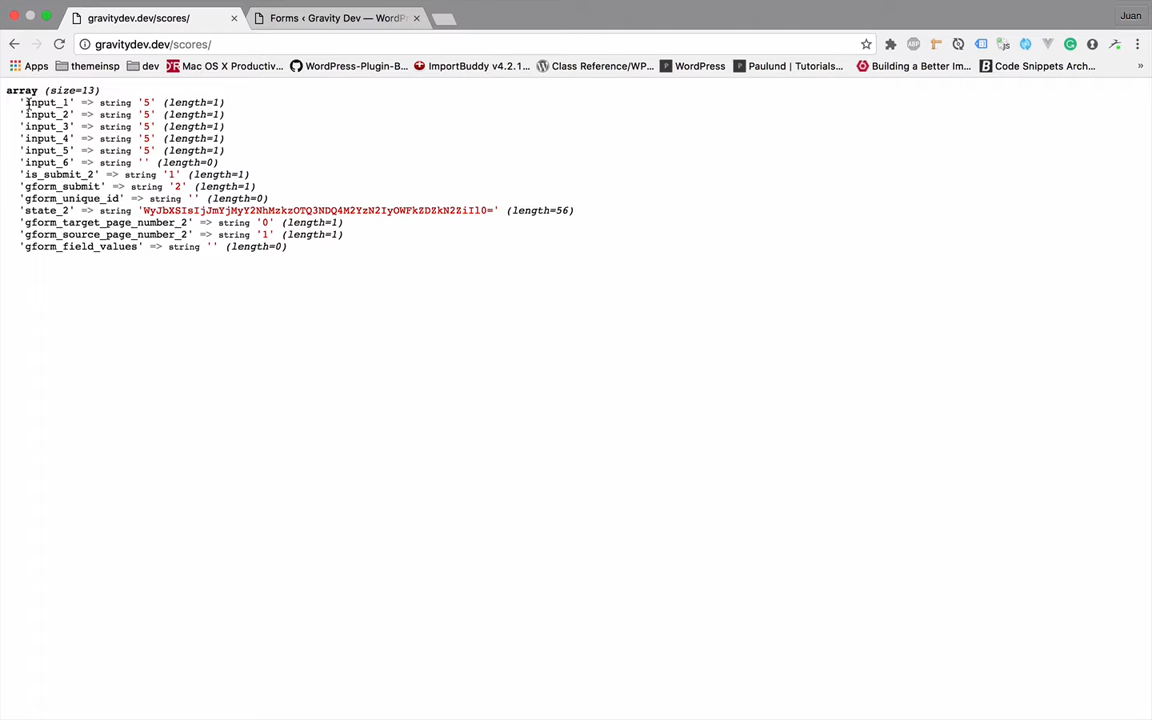 gravitydev.dev/scores/
Forms ‹ Gravity Dev — WordPr
Juan
gravitydev.dev/scores/
Apps themeinsp dev Mac OS X Productiv... WordPress-Plugin-B... ImportBuddy v4.2.1... Class Reference/WP... WordPress Paulund | Tutorials... Building a Better Im... Code Snippets Arch... »
array (size=13)
'input_1' => string '5' (length=1)
'input_2' => string '5' (length=1)
'input_3' => string '5' (length=1)
'input_4' => string '5' (length=1)
'input_5' => string '5' (length=1)
'input_6' => string '' (length=0)
'is_submit_2' => string '1' (length=1)
'gform_submit' => string '2' (length=1)
'gform_unique_id' => string '' (length=0)
'state_2' => string 'WyJbXSIsIjJmYjMyY2NhMzkzOTQ3NDQ4M2YzN2IyOWFkZDZkN2ZiIl0=' (length=56)
'gform_target_page_number_2' => string '0' (length=1)
'gform_source_page_number_2' => string '1' (length=1)
'gform_field_values' => string '' (length=0)